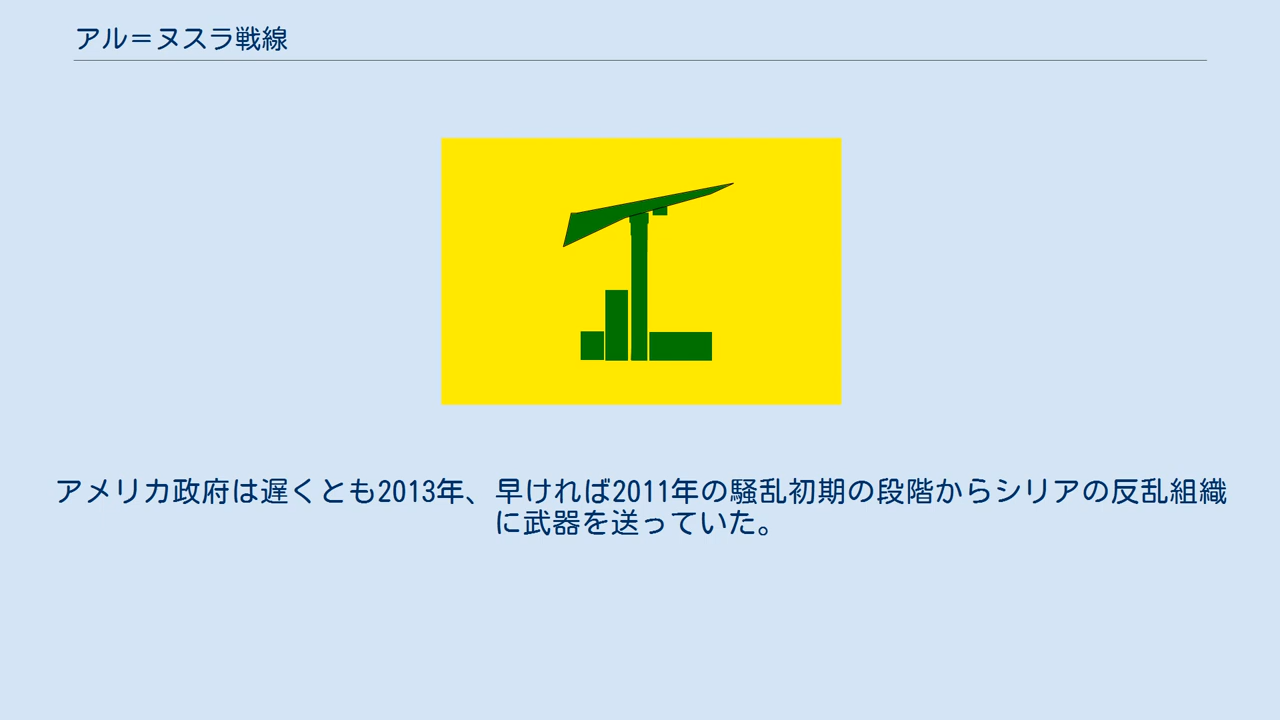 アル＝ヌスラ戦線
アメリカ政府は遅くとも2013年、早ければ2011年の騒乱初期の段階からシリアの反乱組織
に武器を送っていた。